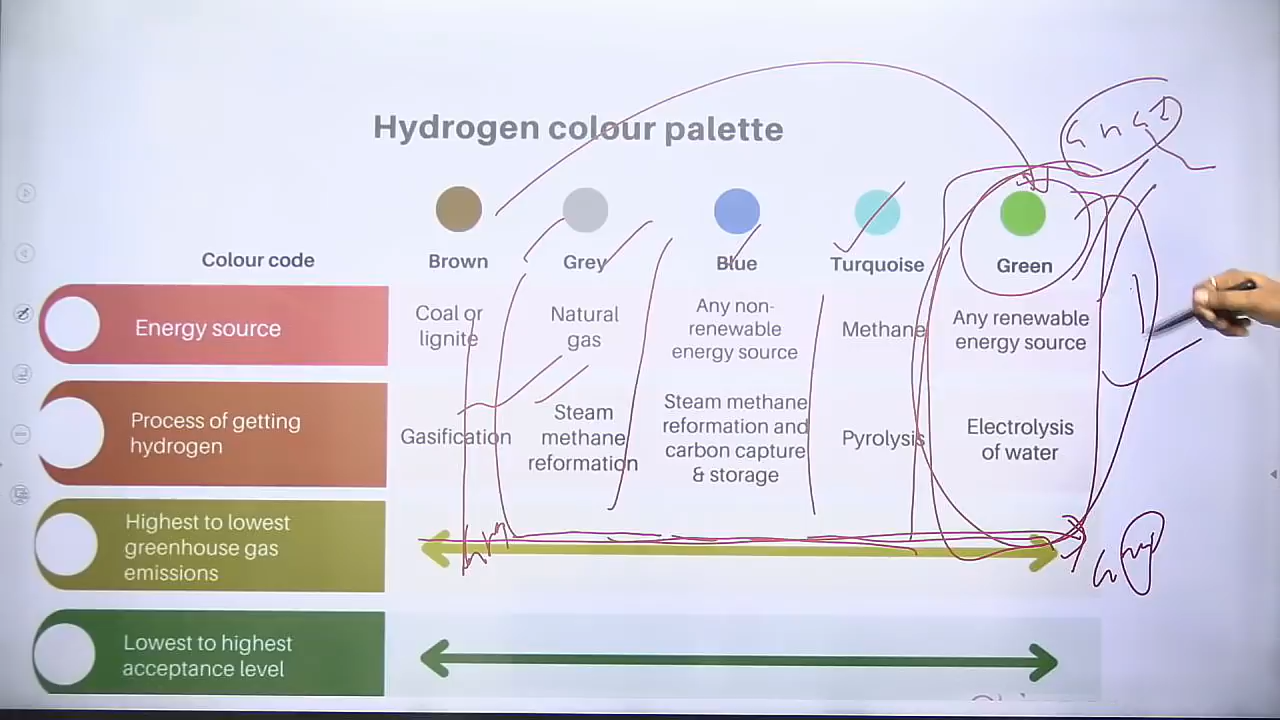 Hydrogen colour palette
Colour code
Brown
Grey
Blue
Turquoise
Green
Energy source
Coal or
lignite
Natural
gas
Any non-
renewable
energy source
Methane
Any renewable
energy source
Process of getting
hydrogen
Gasification
Steam
methane
reformation
Steam methane
reformation and
carbon capture
& storage
Pyrolysis
Electrolysis
of water
Highest to lowest
greenhouse gas
emissions
Lowest to highest
acceptance level